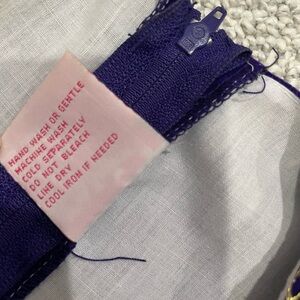 HAND WASH OR GENTLE
MACHINE WASH
COLD SEPARATELY
DO NOT BLEACH
LINE DRY
COOL IRON IF NEEDED